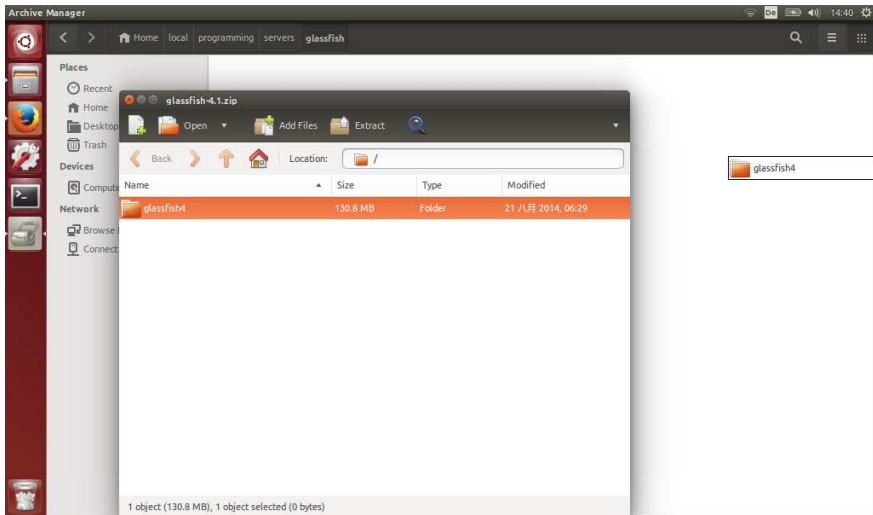 Archive Manager
De
14:40
Home local programming servers glassfish
Places
Recent
Home
Desktop
Trash
Devices
Compute
Network
Browse
Connect
glassfish-4.1.zip
Open Add Files Extract
Back Location: /
Name Size Type Modified
glassfish4 130.8 MB Folder 21 八月 2014, 06:29
1 object (130.8 MB), 1 object selected (0 bytes)
glassfish4